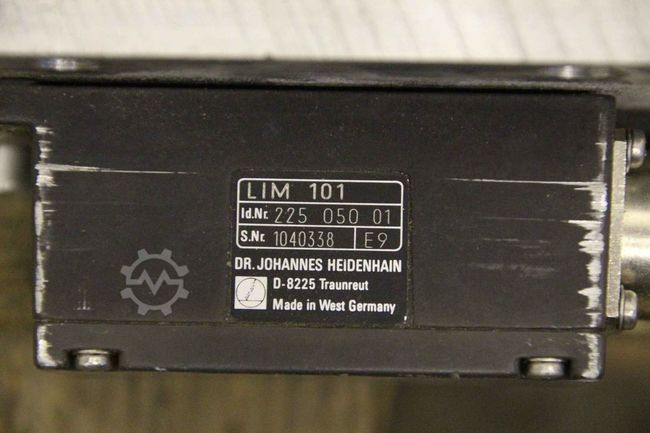 LIM 101
Id.Nr. 225 050 01
S.Nr. 1040338 E9
DR. JOHANNES HEIDENHAIN
D-8225 Traunreut
Made in West Germany